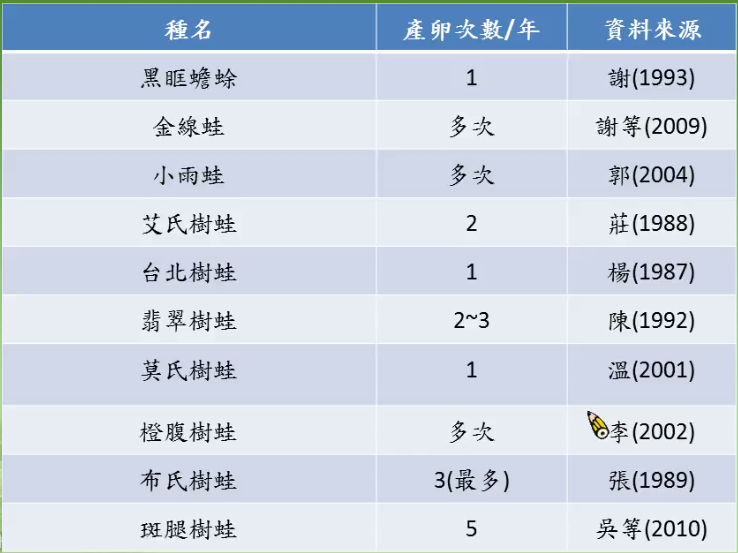 種名 產卵次數/年 資料來源
黑眶蟾蜍 1 謝(1993)
金線蛙 多次 謝等(2009)
小雨蛙 多次 郭(2004)
艾氏樹蛙 2 莊(1988)
台北樹蛙 1 楊(1987)
翡翠樹蛙 2~3 陳(1992)
莫氏樹蛙 1 溫(2001)
橙腹樹蛙 多次 李(2002)
布氏樹蛙 3(最多) 張(1989)
斑腿樹蛙 5 吳等(2010)